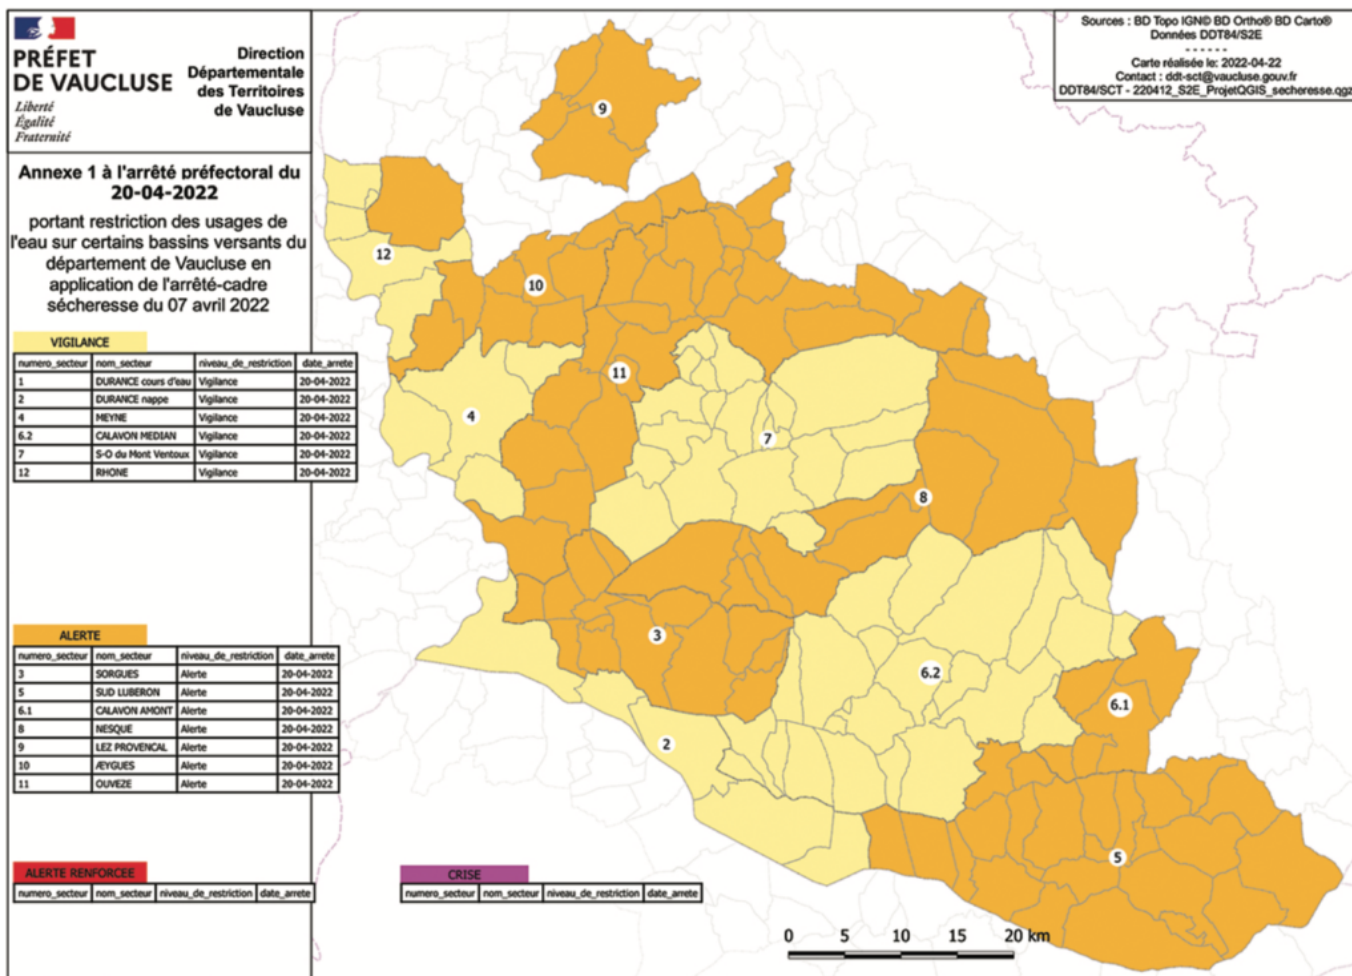 PRÉFET
DE VAUCLUSE
Liberté
Égalité
Fraternité
Direction
Départementale
des Territoires
de Vaucluse
Annexe 1 à l'arrêté préfectoral du
20-04-2022
portant restriction des usages de
l'eau sur certains bassins versants du
département de Vaucluse en
application de l'arrêté-cadre
sécheresse du 07 avril 2022
VIGILANCE
numero_secteur nom_secteur niveau_de_restriction date_arrete
1 DURANCE cours d'eau Vigilance 20-04-2022
2 DURANCE nappe Vigilance 20-04-2022
4 MEYNE Vigilance 20-04-2022
6.2 CALAVON MEDIAN Vigilance 20-04-2022
7 S-O du Mont Ventoux Vigilance 20-04-2022
12 RHONE Vigilance 20-04-2022
ALERTE
numero_secteur nom_secteur niveau_de_restriction date_arrete
3 SORGUES Alerte 20-04-2022
5 SUD LUBERON Alerte 20-04-2022
6.1 CALAVON AMONT Alerte 20-04-2022
8 NESQUE Alerte 20-04-2022
9 LEZ PROVENCAL Alerte 20-04-2022
10 ÆYGUES Alerte 20-04-2022
11 OUVEZE Alerte 20-04-2022
ALERTE RENFORCEE
numero_secteur nom_secteur niveau_de_restriction date_arrete
CRISE
numero_secteur nom_secteur niveau_de_restriction date_arrete
Sources : BD Topo IGN© BD Ortho® BD Carto®
Données DDT84/S2E
- - - - - -
Carte réalisée le: 2022-04-22
Contact : ddt-sct@vaucluse.gouv.fr
DDT84/SCT - 220412_S2E_ProjetQGIS_secheresse.qgz
9
12
10
11
4
7
8
3
6.2
6.1
2
5
0 5 10 15 20 km